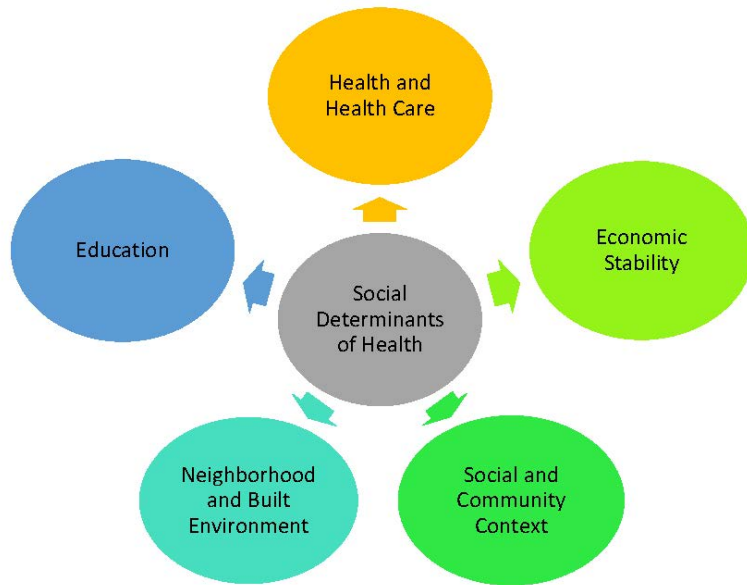 Health and
Health Care
Education
Economic
Stability
Social
Determinants
of Health
Neighborhood
and Built
Environment
Social and
Community
Context